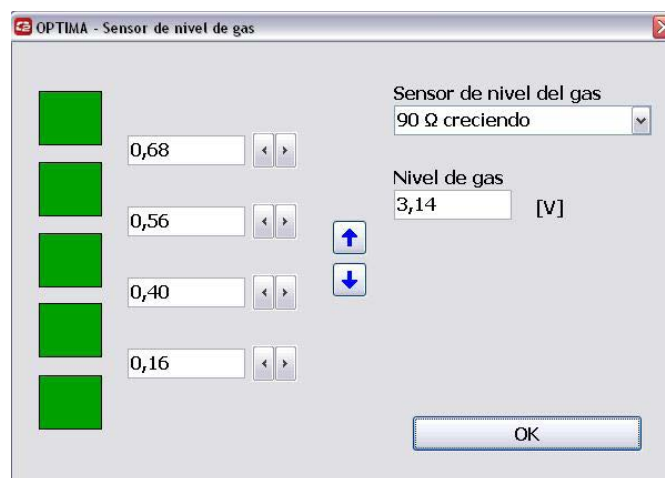 OPTIMA - Sensor de nivel de gas
Sensor de nivel del gas
90 Ω creciendo
0,68
Nivel de gas
3,14 [V]
0,56
0,40
0,16
OK